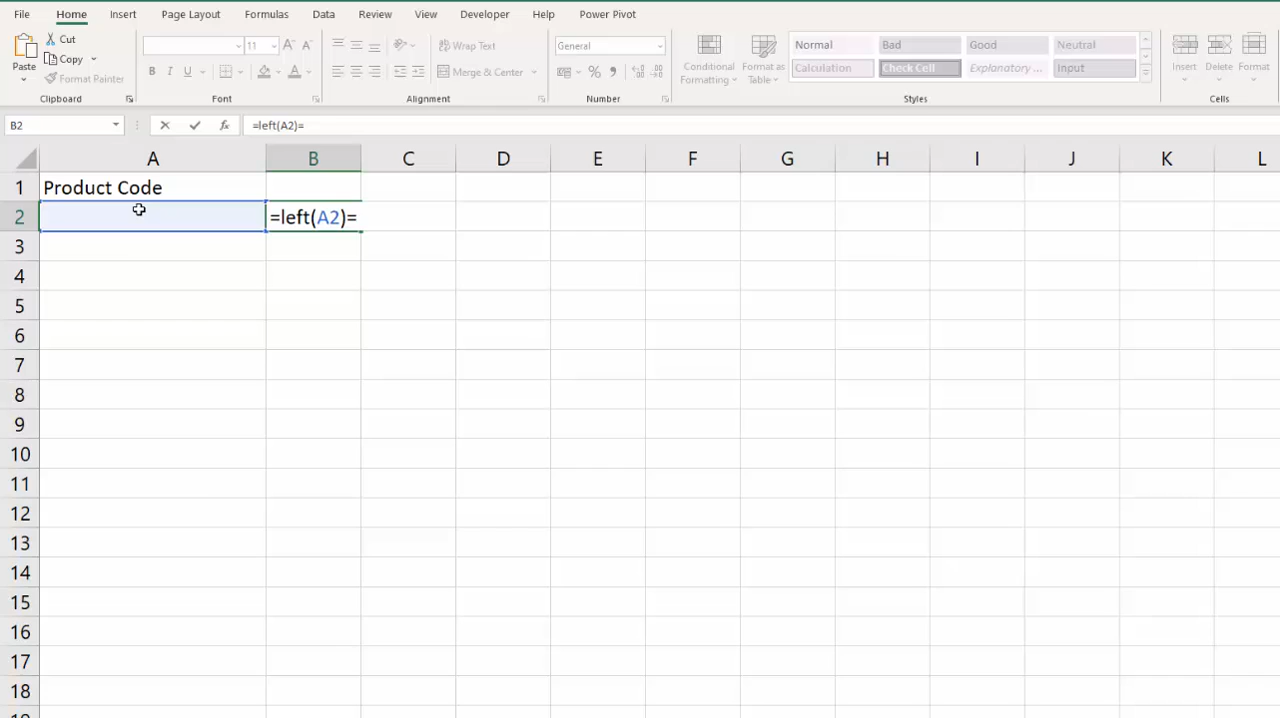 File Home Insert Page Layout Formulas Data Review View Developer Help Power Pivot
Paste Cut Copy Format Painter
11 A A
B I U A
Wrap Text
Merge & Center
General
% ,
Conditional Formatting
Format as Table
Normal Bad Good Neutral
Calculation Check Cell Explanatory ... Input
Insert Delete Format
Clipboard Font Alignment Number Styles Cells
B2 fx =left(A2)=
A B C D E F G H I J K L
1 Product Code
2 =left(A2)=
3
4
5
6
7
8
9
10
11
12
13
14
15
16
17
18